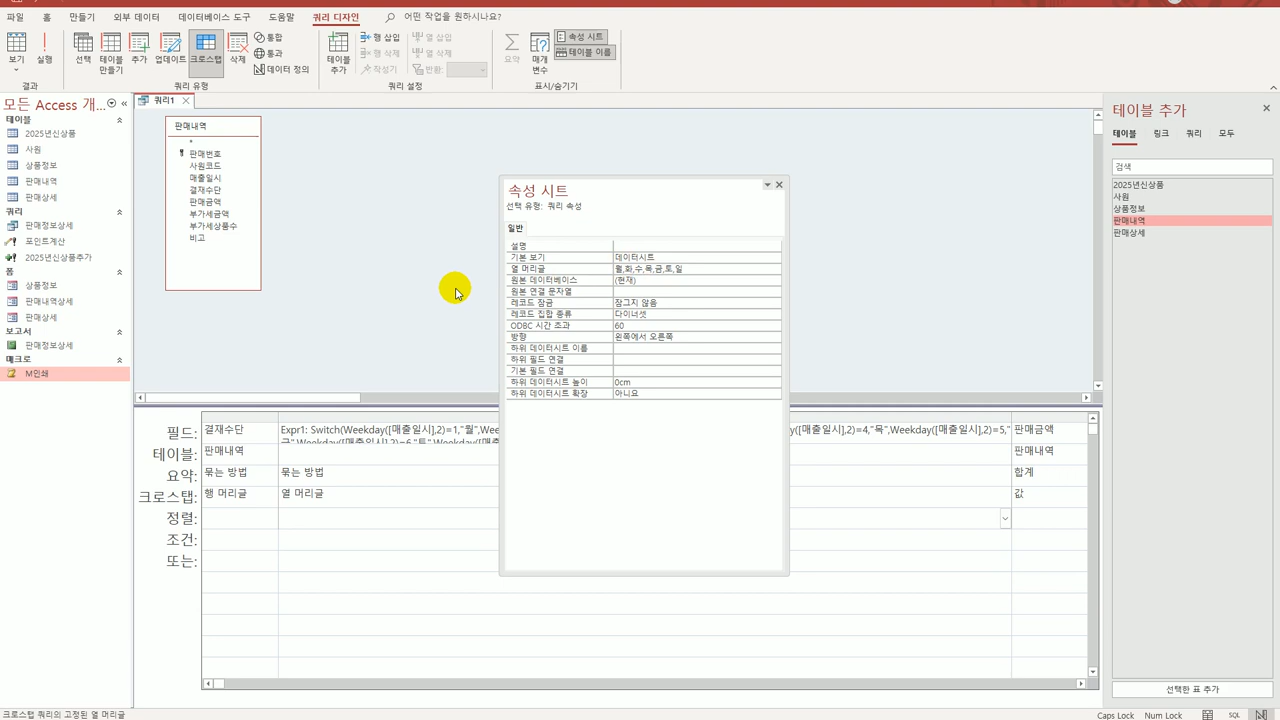 파일 홈 만들기 외부 데이터 데이터베이스 도구 도움말 쿼리 디자인 어떤 작업을 원하시나요?
보기
실행
선택
테이블 만들기
추가
업데이트
크로스탭
삭제
통합
통과
데이터 정의
테이블 추가
행 삽입
행 삭제
작성기
열 삽입
열 삭제
반환:
요약
매개 변수
속성 시트
테이블 이름
결과 쿼리 유형 쿼리 설정 표시/숨기기
모든 Access 개... «
테이블
2025년신상품
사원
상품정보
판매내역
판매상세
쿼리
판매정보상세
포인트계산
2025년신상품추가
폼
상품정보
판매내역상세
판매상세
보고서
판매정보상세
매크로
M인쇄
쿼리1
판매내역
*
판매번호
사원코드
매출일시
결재수단
판매금액
부가세금액
부가세상품수
비고
속성 시트
선택 유형: 쿼리 속성
일반
설명
기본 보기 데이터시트
열 머리글 월,화,수,목,금,토,일
원본 데이터베이스 (현재)
원본 연결 문자열
레코드 잠금 잠그지 않음
레코드 집합 종류 다이너셋
ODBC 시간 초과 60
방향 왼쪽에서 오른쪽
하위 데이터시트 이름
하위 필드 연결
기본 필드 연결
하위 데이터시트 높이 0cm
하위 데이터시트 확장 아니요
필드: 결재수단 Expr1: Switch(Weekday([매출일시],2)=1,"월",Wee y([매출일시],2)=4,"목",Weekday([매출일시],2)=5," 판매금액
테이블: 판매내역 판매내역
요약: 묶는 방법 묶는 방법 합계
크로스탭: 행 머리글 열 머리글 값
정렬:
조건:
또는:
테이블 추가
테이블 링크 쿼리 모두
검색
2025년신상품
사원
상품정보
판매내역
판매상세
선택한 표 추가
크로스탭 쿼리의 고정된 열 머리글
Caps Lock Num Lock SQL